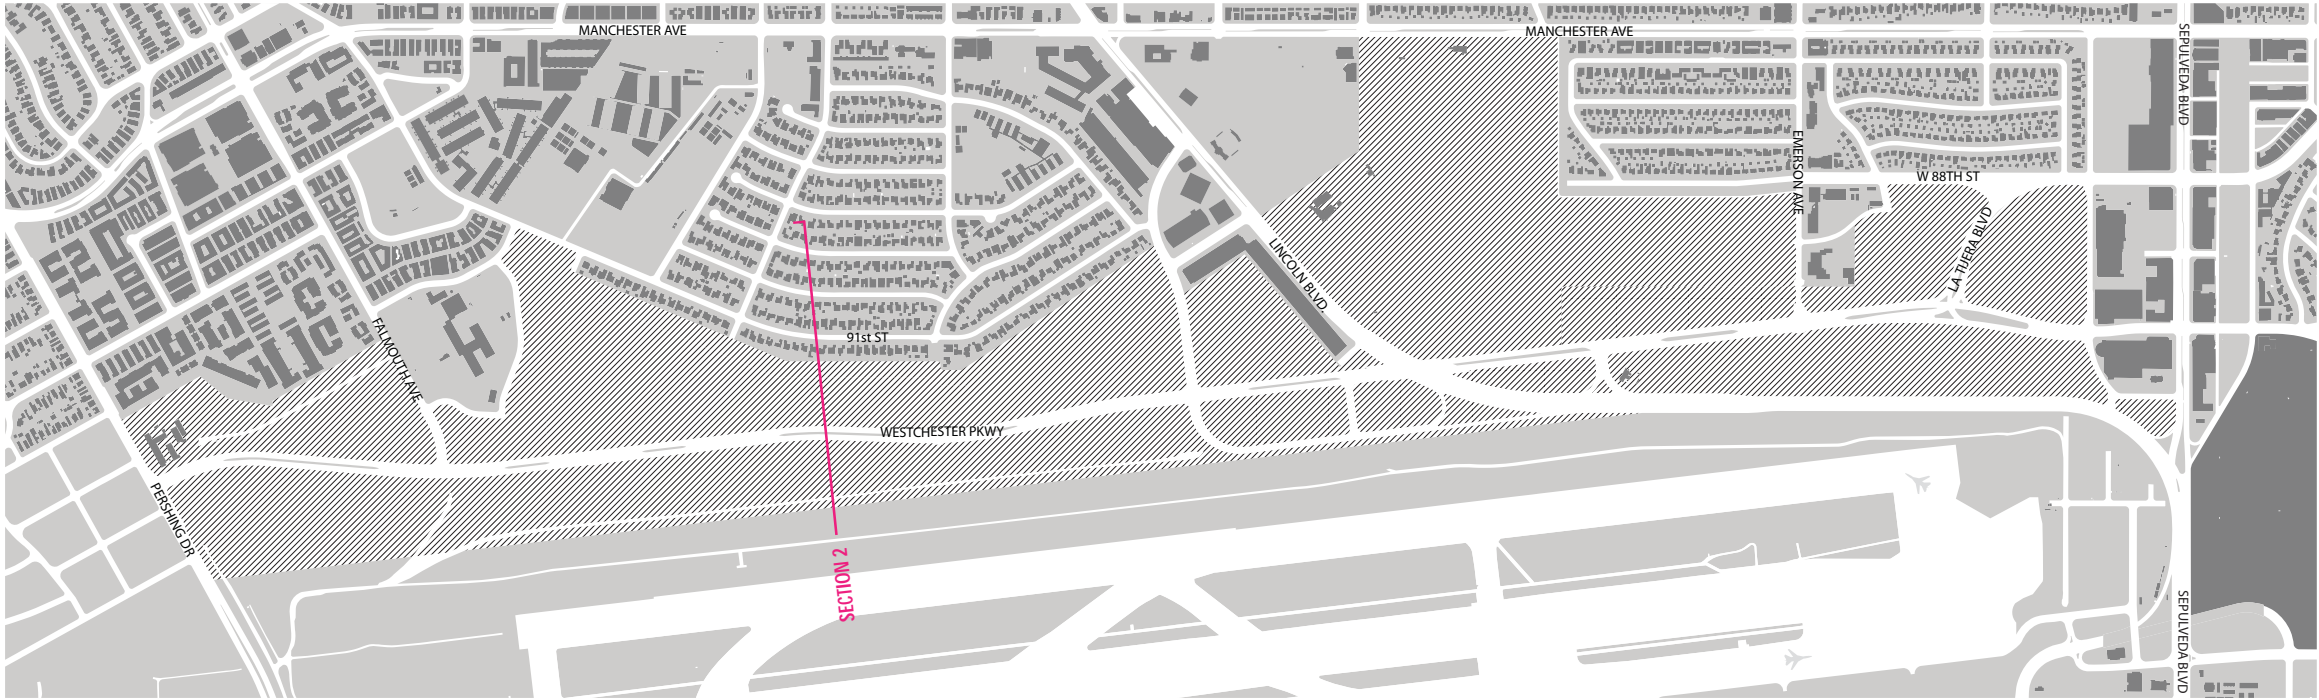 MANCHESTER AVE
MANCHESTER AVE
SEPULVEDA BLVD
EMERSON AVE
W 88TH ST
LA TIJERA BLVD
LINCOLN BLVD.
FALMOUTH AVE
91st ST
WESTCHESTER PKWY
PERSHING DR
SECTION 2
SEPULVEDA BLVD